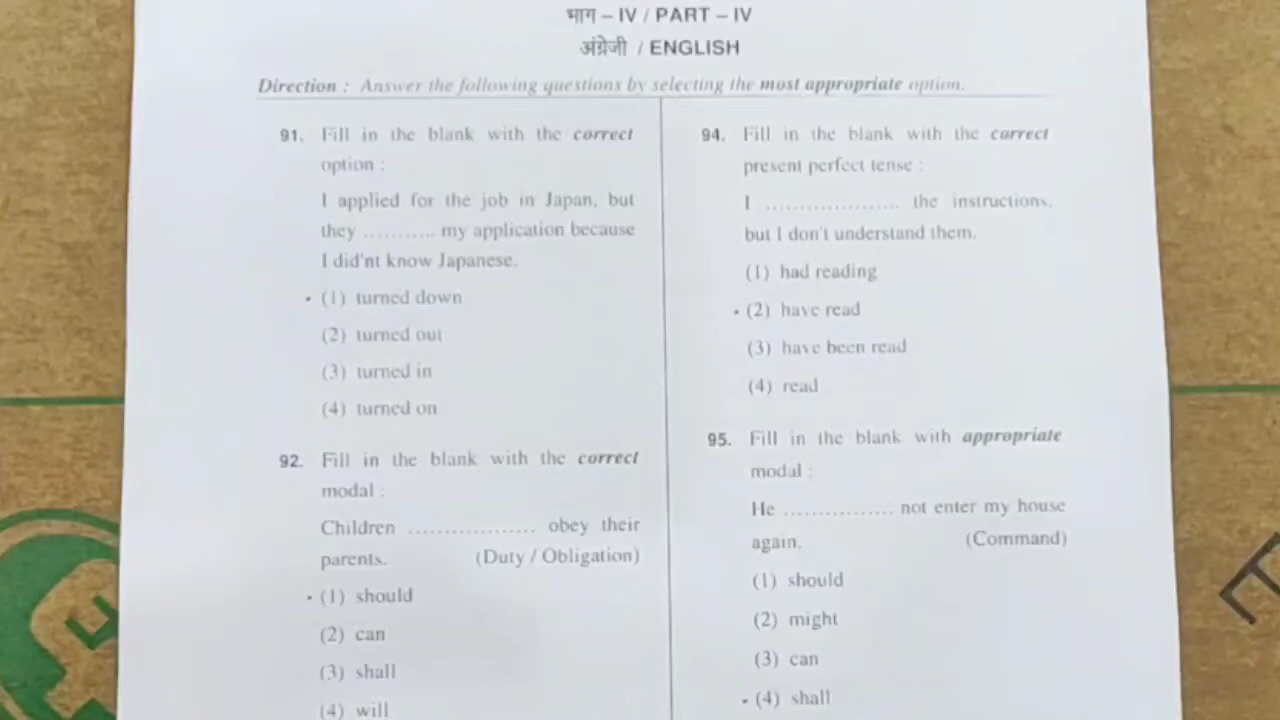 भाग – IV / PART – IV
अंग्रेजी / ENGLISH
Direction : Answer the following questions by selecting the most appropriate option.
91. Fill in the blank with the correct
option :
I applied for the job in Japan, but
they ........... my application because
I did'nt know Japanese.
• (1) turned down
(2) turned out
(3) turned in
(4) turned on
92. Fill in the blank with the correct
modal :
Children .................. obey their
parents. (Duty / Obligation)
• (1) should
(2) can
(3) shall
(4) will
94. Fill in the blank with the correct
present perfect tense :
I ................... the instructions,
but I don't understand them.
(1) had reading
• (2) have read
(3) have been read
(4) read
95. Fill in the blank with appropriate
modal :
He ............... not enter my house
again. (Command)
(1) should
(2) might
(3) can
• (4) shall